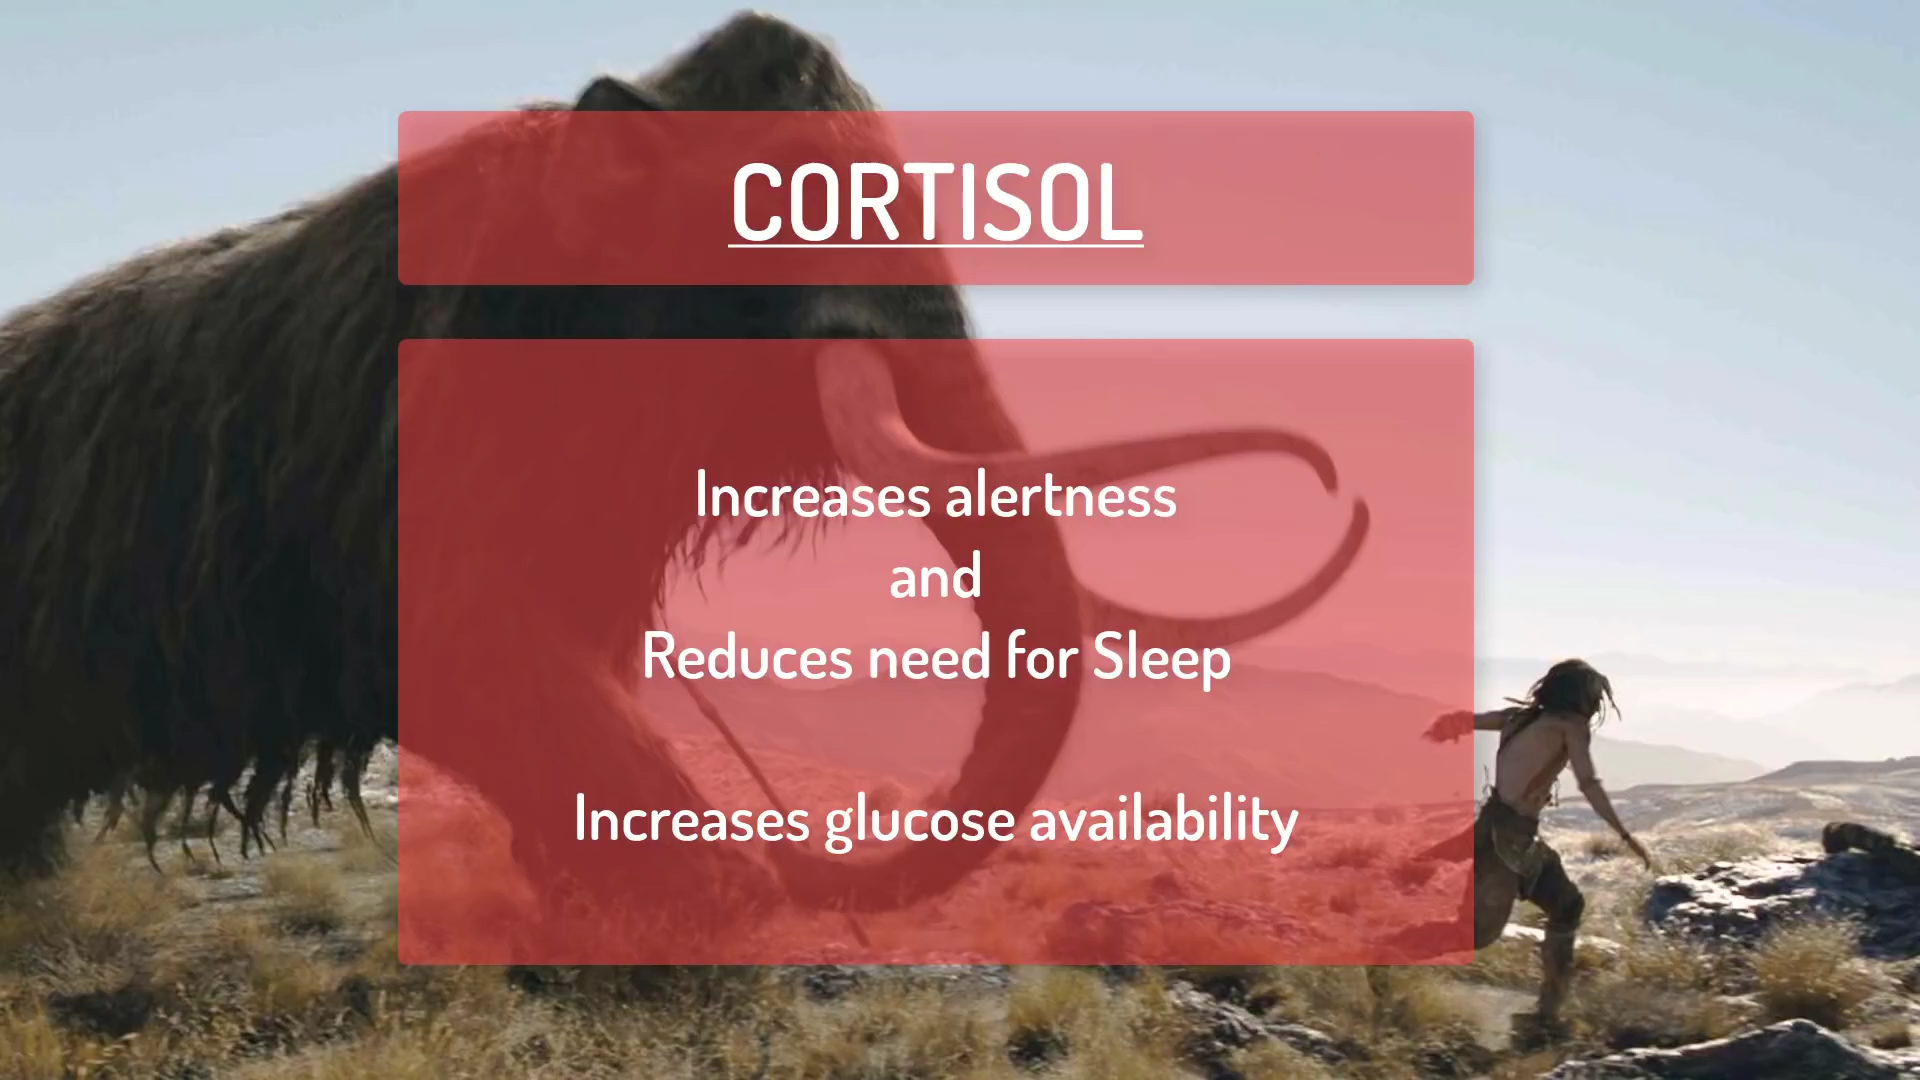 CORTISOL
Increases alertness
and
Reduces need for Sleep
Increases glucose availability